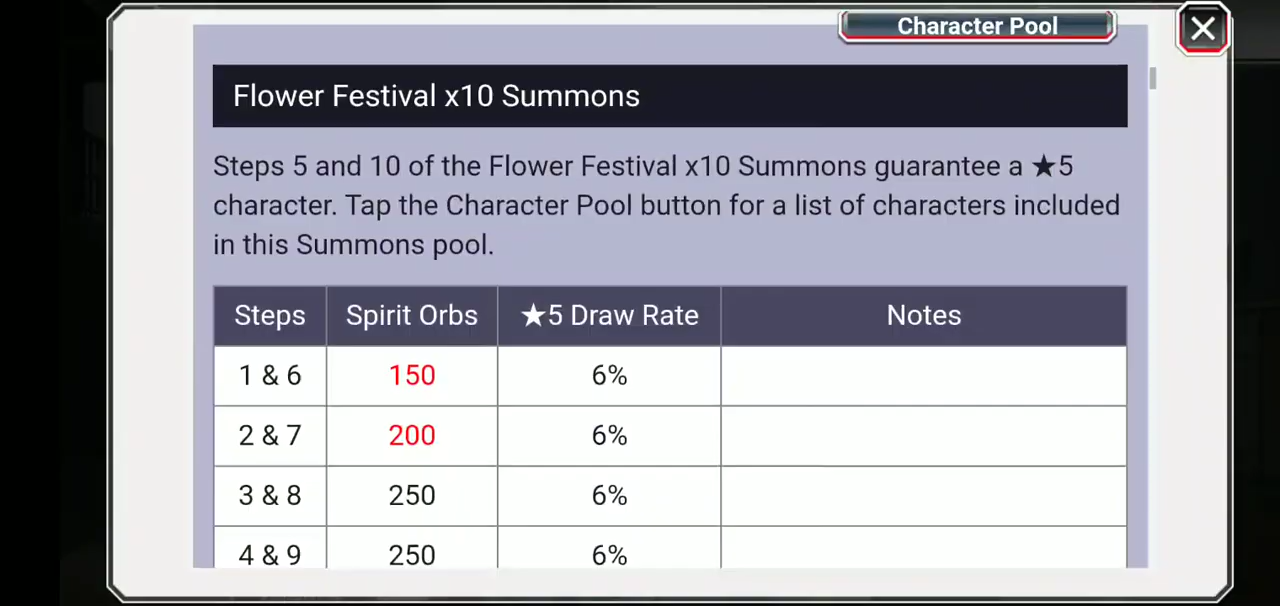 Character Pool
Flower Festival x10 Summons
Steps 5 and 10 of the Flower Festival x10 Summons guarantee a ★5
character. Tap the Character Pool button for a list of characters included
in this Summons pool.
Steps Spirit Orbs ★5 Draw Rate Notes
1 & 6 150 6%
2 & 7 200 6%
3 & 8 250 6%
4 & 9 250 6%